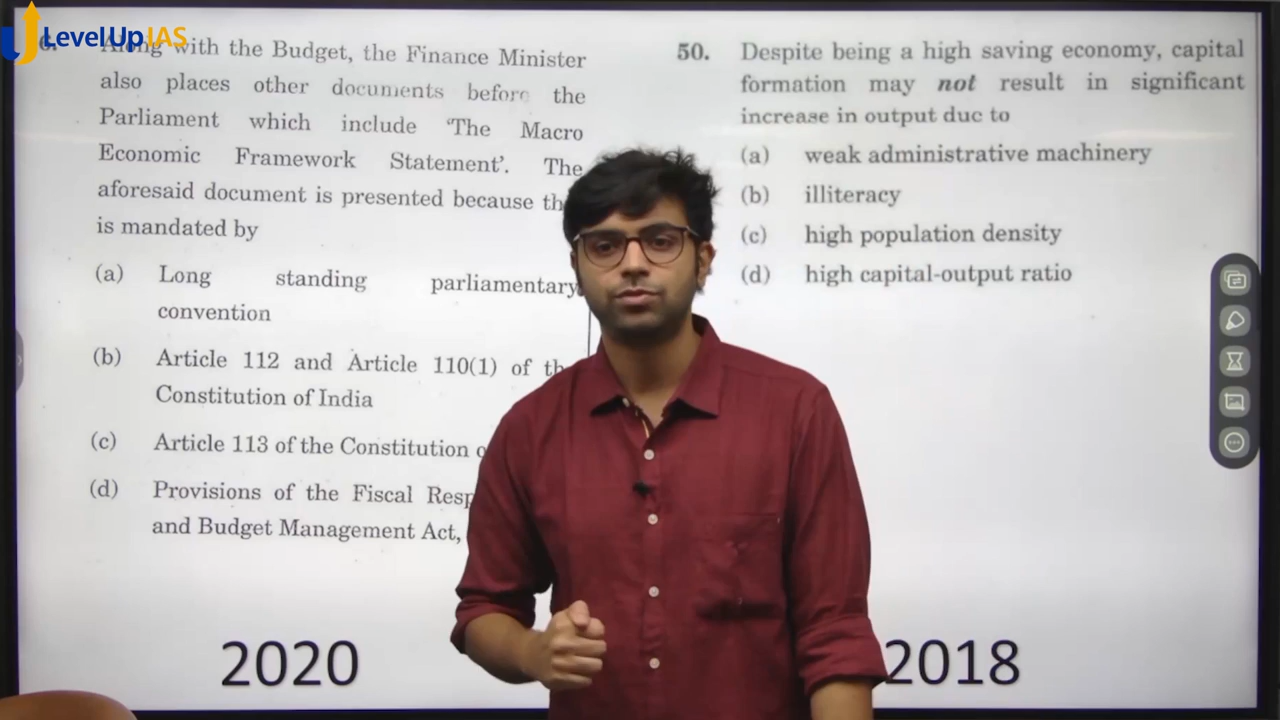 LevelUp IAS
Along with the Budget, the Finance Minister
also places other documents before the
Parliament which include 'The Macro
Economic Framework Statement'. The
aforesaid document is presented because
is mandated by
(a) Long standing parliamentary
convention
(b) Article 112 and Article 110(1) of
Constitution of India
(c) Article 113 of the Constitution
(d) Provisions of the Fiscal
and Budget Management Act,
2020
50. Despite being a high saving economy, capital
formation may not result in significant
increase in output due to
(a) weak administrative machinery
(b) illiteracy
(c) high population density
(d) high capital-output ratio
2018